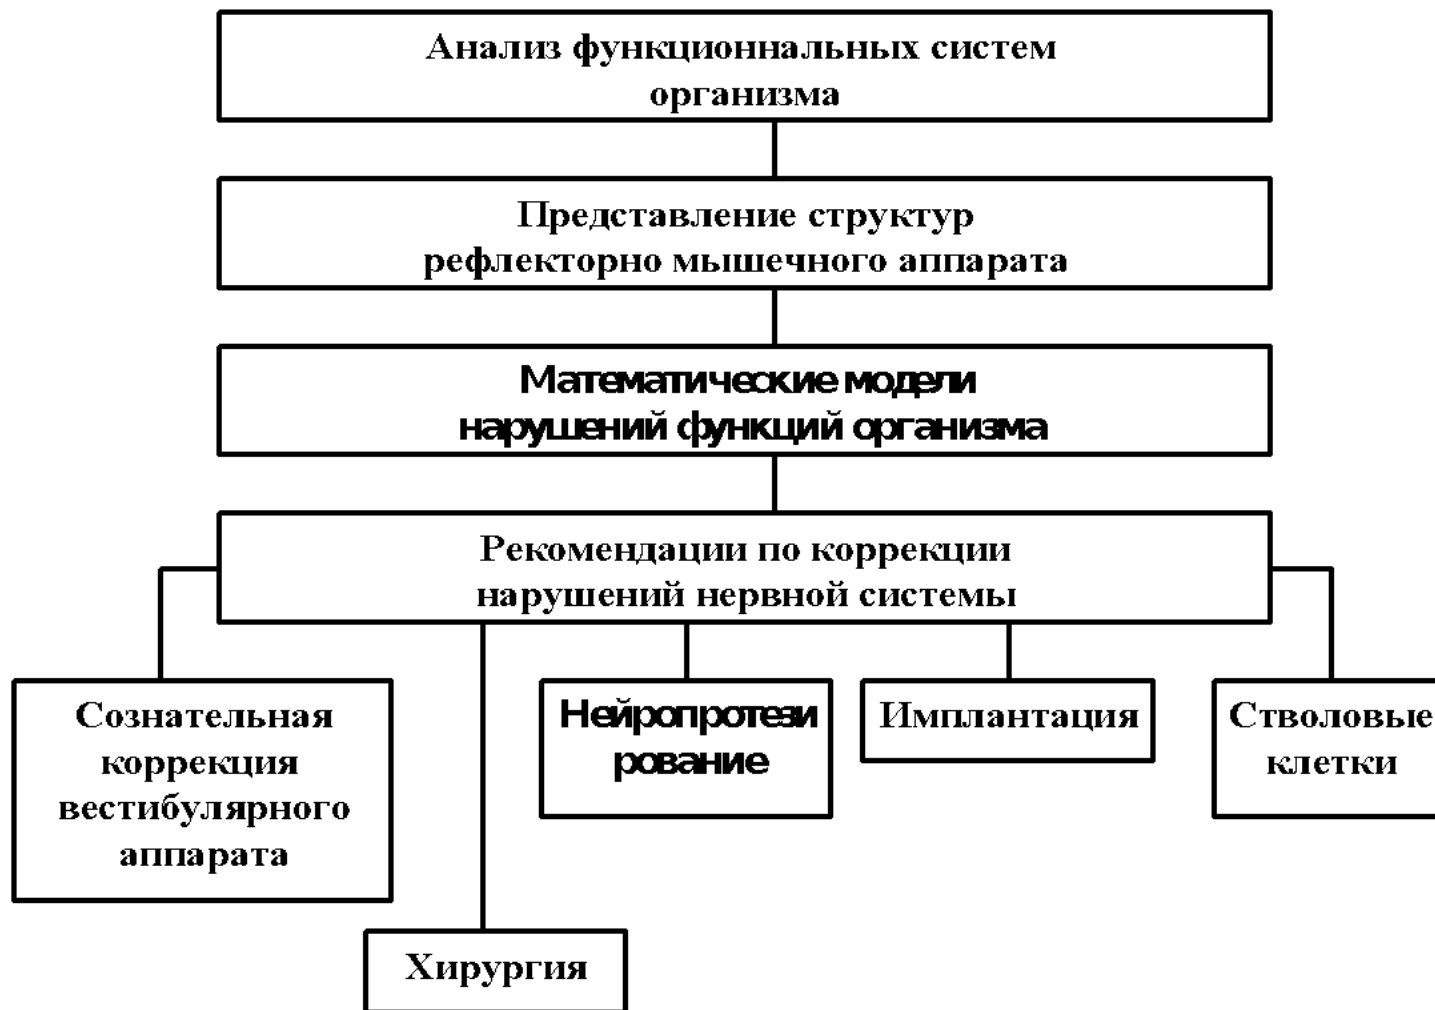 Анализ функциональных систем
организма
Представление структур
рефлекторно мышечного аппарата
Математические модели
нарушений функций организма
Рекомендации по коррекции
нарушений нервной системы
Сознательная
коррекция
вестибулярного
аппарата
Хирургия
Нейропротези
рование
Имплантация
Стволовые
клетки